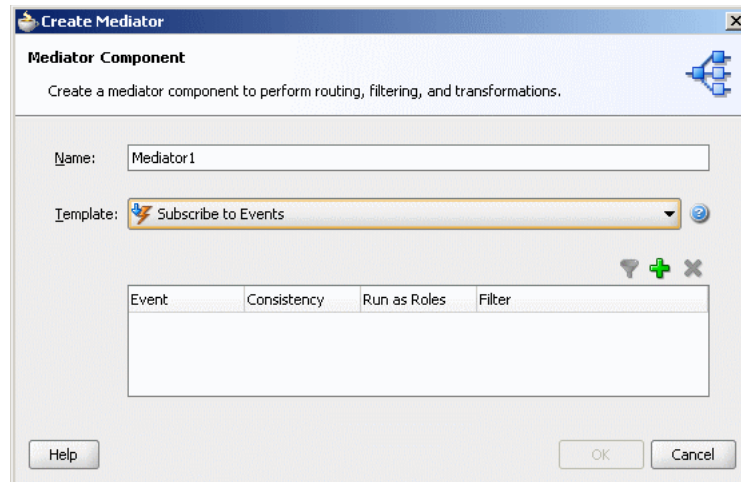 Create Mediator
Mediator Component
Create a mediator component to perform routing, filtering, and transformations.
Name: Mediator1
Template: Subscribe to Events
Event Consistency Run as Roles Filter
Help OK Cancel